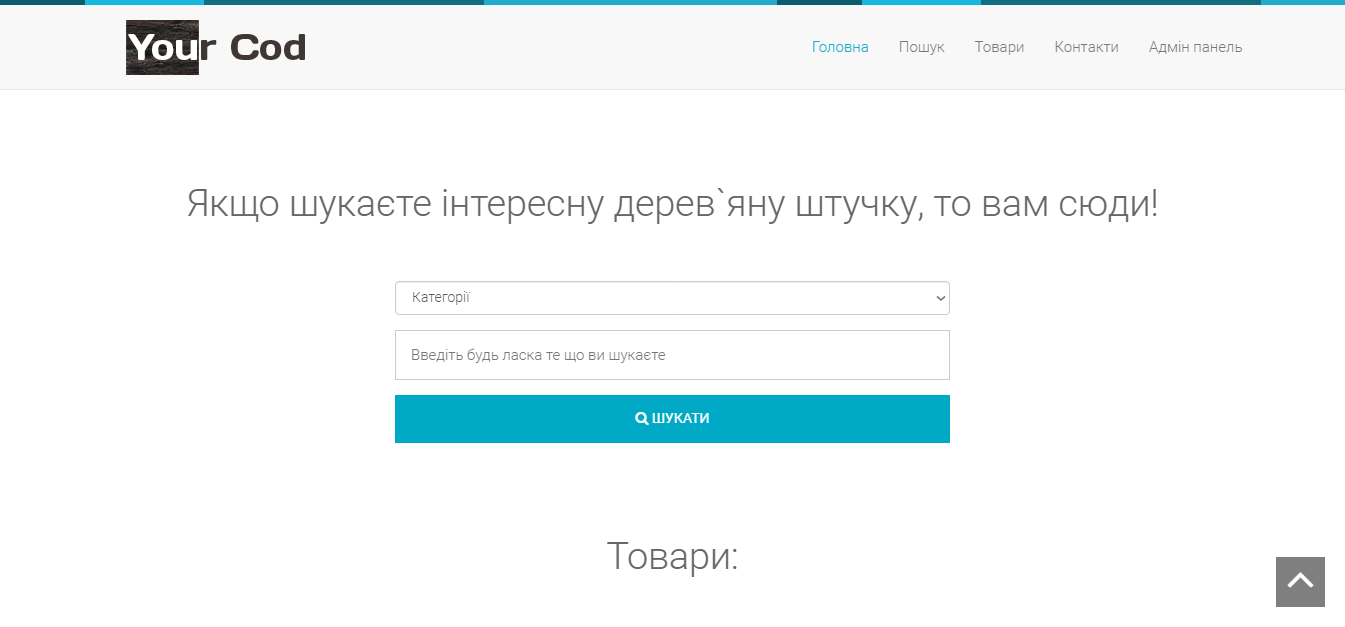 Your Cod
Головна Пошук Товари Контакти Адмін панель
Якщо шукаєте інтересну дерев`яну штучку, то вам сюди!
Категорії
Введіть будь ласка те що ви шукаєте
ШУКАТИ
Товари: